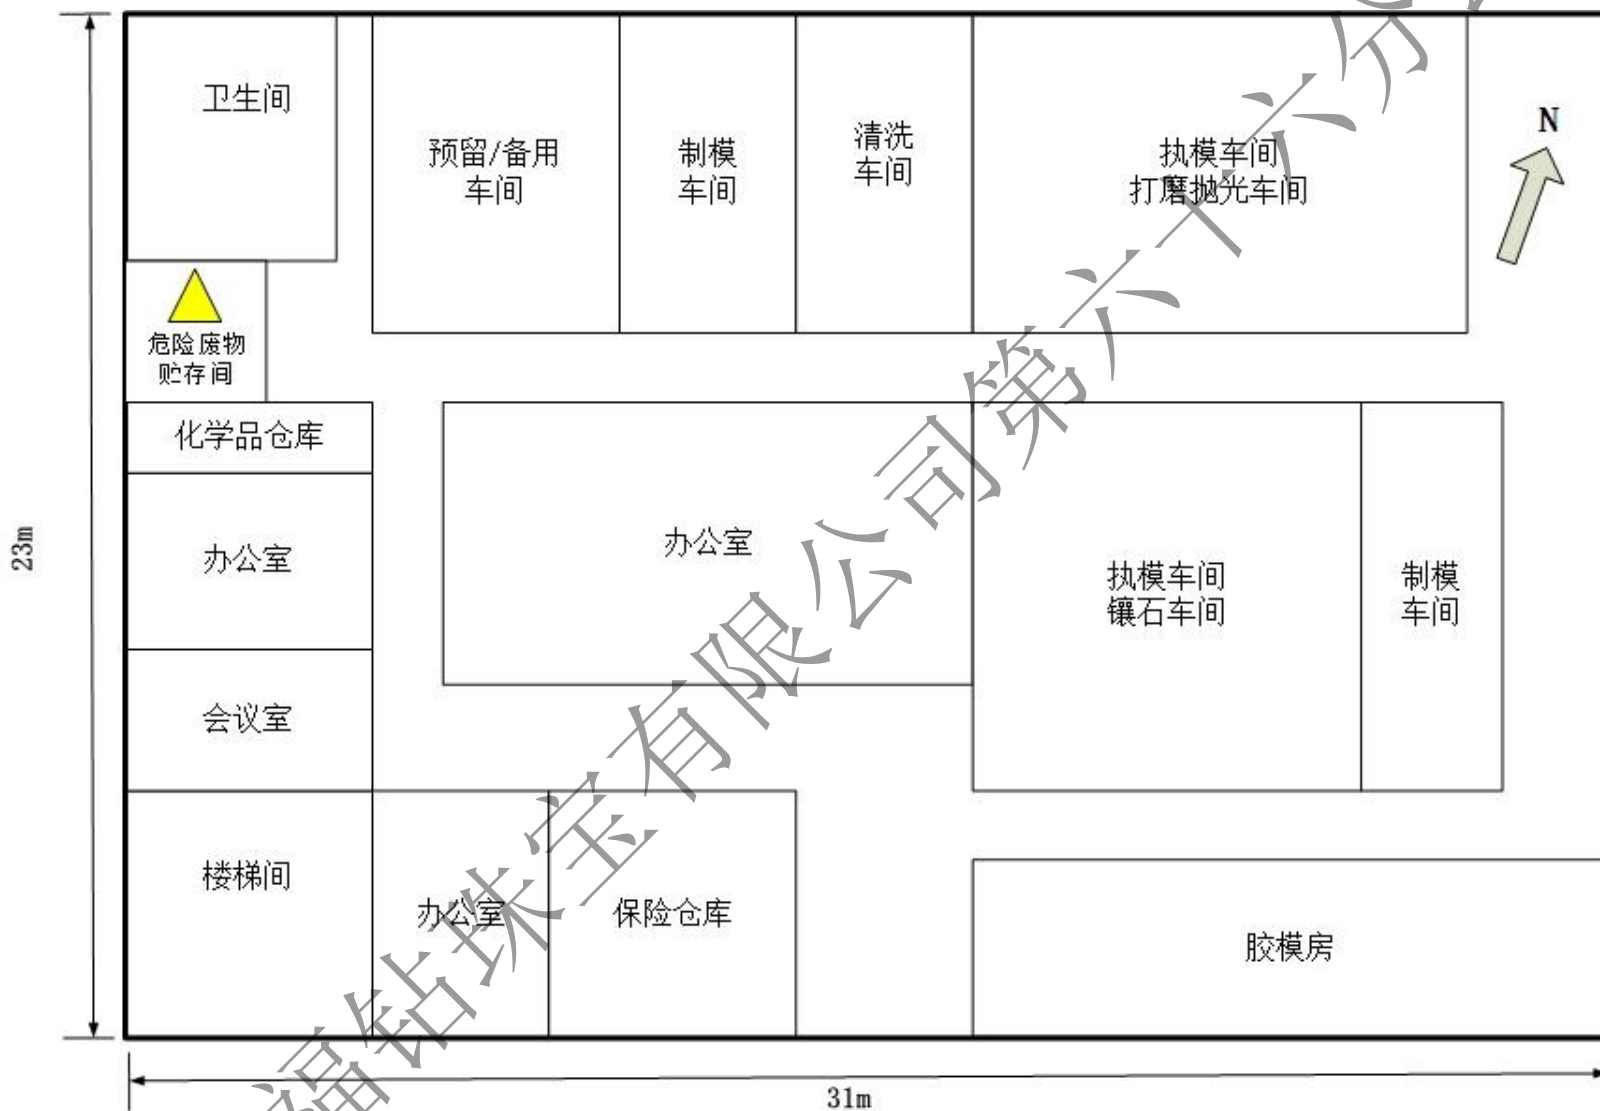 卫生间
预留/备用
车间
制模
车间
清洗
车间
执模车间
打磨抛光车间
N
危险废物
贮存间
化学品仓库
办公室
会议室
楼梯间
办公室
执模车间
镶石车间
制模
车间
办公室
保险仓库
胶模房
23m
31m
福钻珠宝有限公司第六十六分